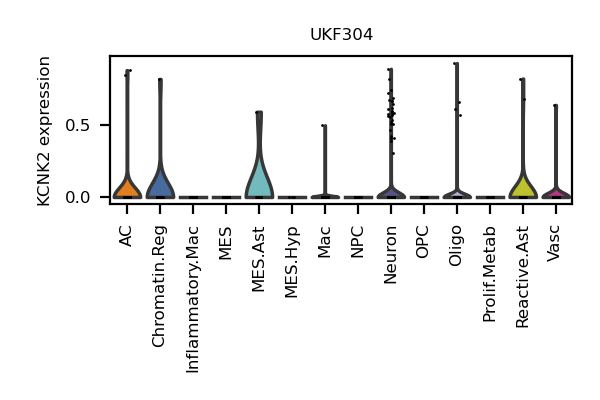 UKF304
KCNK2 expression
0.5
0.0
AC
Chromatin.Reg
Inflammatory.Mac
MES
MES.Ast
MES.Hyp
Mac
NPC
Neuron
OPC
Oligo
Prolif.Metab
Reactive.Ast
Vasc